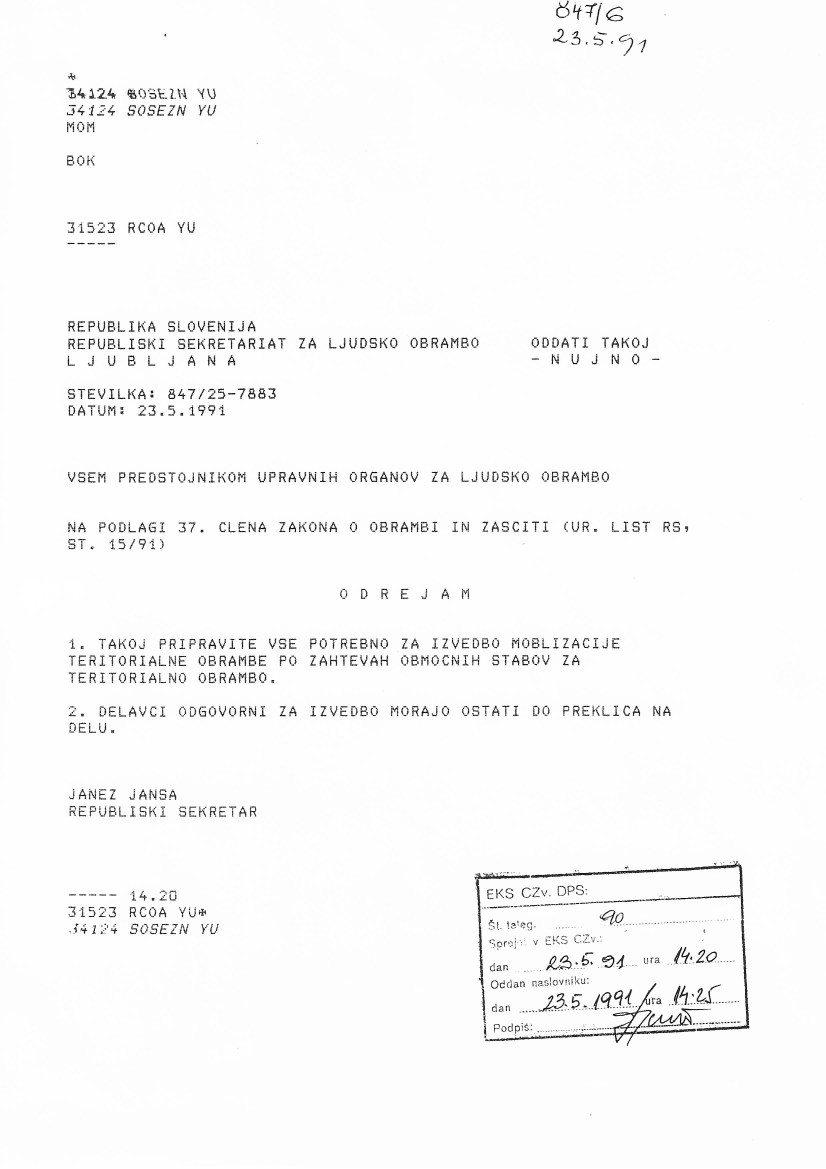 847/6
23.5.91
*
34124 SOSEZN YU
34124 SOSEZN YU
MOM
BOK
31523 RCOA YU
-----
REPUBLIKA SLOVENIJA
REPUBLISKI SEKRETARIAT ZA LJUDSKO OBRAMBO ODDATI TAKOJ
L J U B L J A N A - N U J N O -
STEVILKA: 847/25-7883
DATUM: 23.5.1991
VSEM PREDSTOJNIKOM UPRAVNIH ORGANOV ZA LJUDSKO OBRAMBO
NA PODLAGI 37. CLENA ZAKONA O OBRAMBI IN ZASCITI (UR. LIST RS,
ST. 15/91)
O D R E J A M
1. TAKOJ PRIPRAVITE VSE POTREBNO ZA IZVEDBO MOBLIZACIJE
TERITORIALNE OBRAMBE PO ZAHTEVAH OBMOCNIH STABOV ZA
TERITORIALNO OBRAMBO.
2. DELAVCI ODGOVORNI ZA IZVEDBO MORAJO OSTATI DO PREKLICA NA
DELU.
JANEZ JANSA
REPUBLISKI SEKRETAR
----- 14.20
31523 RCOA YU*
34124 SOSEZN YU
EKS CZv. DPS:
Št. teleg. 90
Sprejet v EKS CZv.:
dan 23.5.91 ura 14.20
Oddan naslovniku:
dan 23.5.1991 ura 14.25
Podpis: